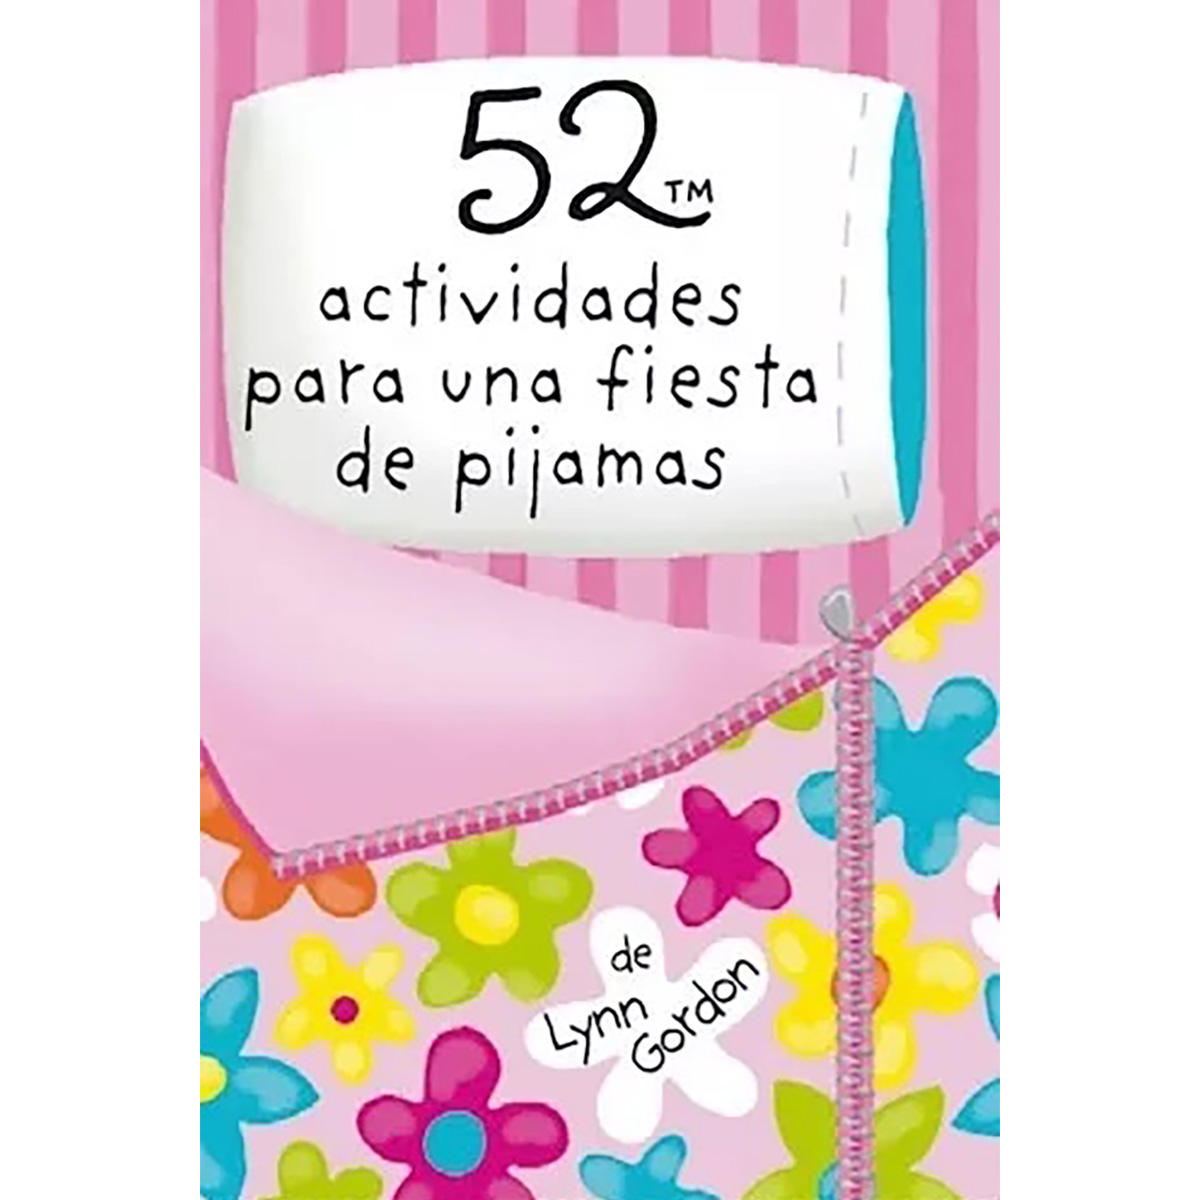 52™
actividades
para una fiesta
de pijamas
de
Lynn
Gordon